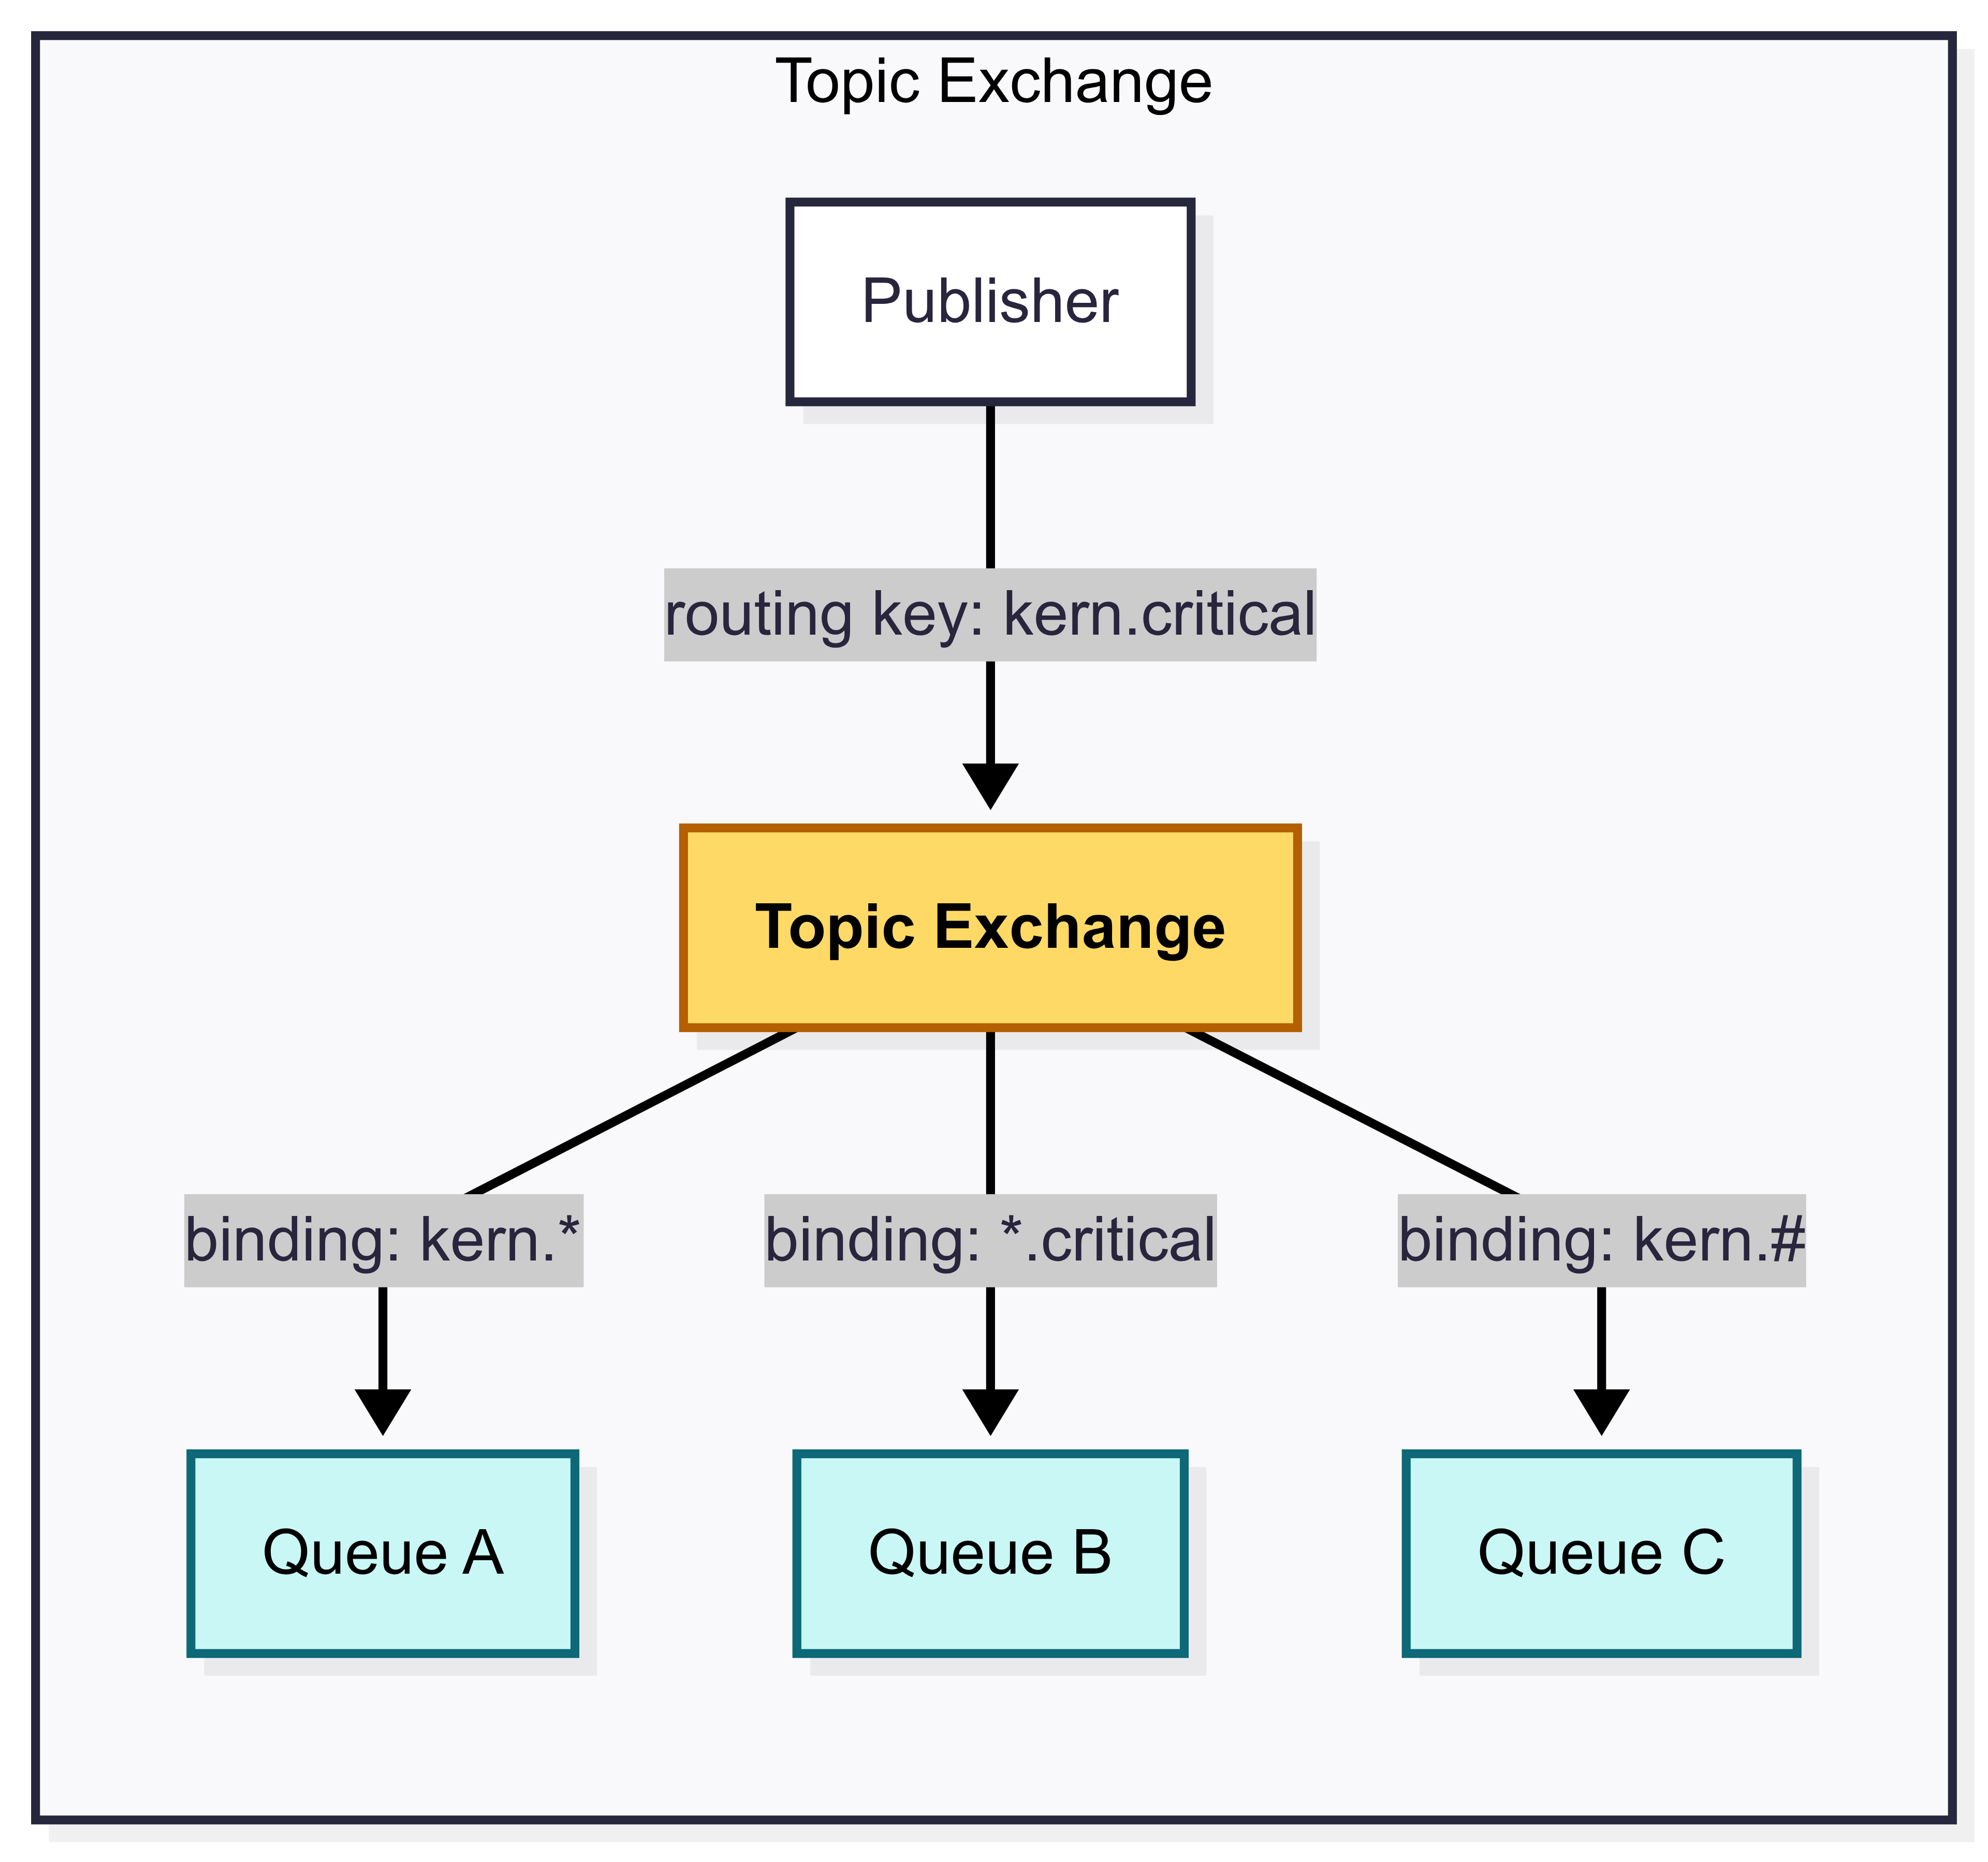 Topic Exchange
Publisher
routing key: kern.critical
Topic Exchange
binding: kern.*
binding: *.critical
binding: kern.#
Queue A
Queue B
Queue C